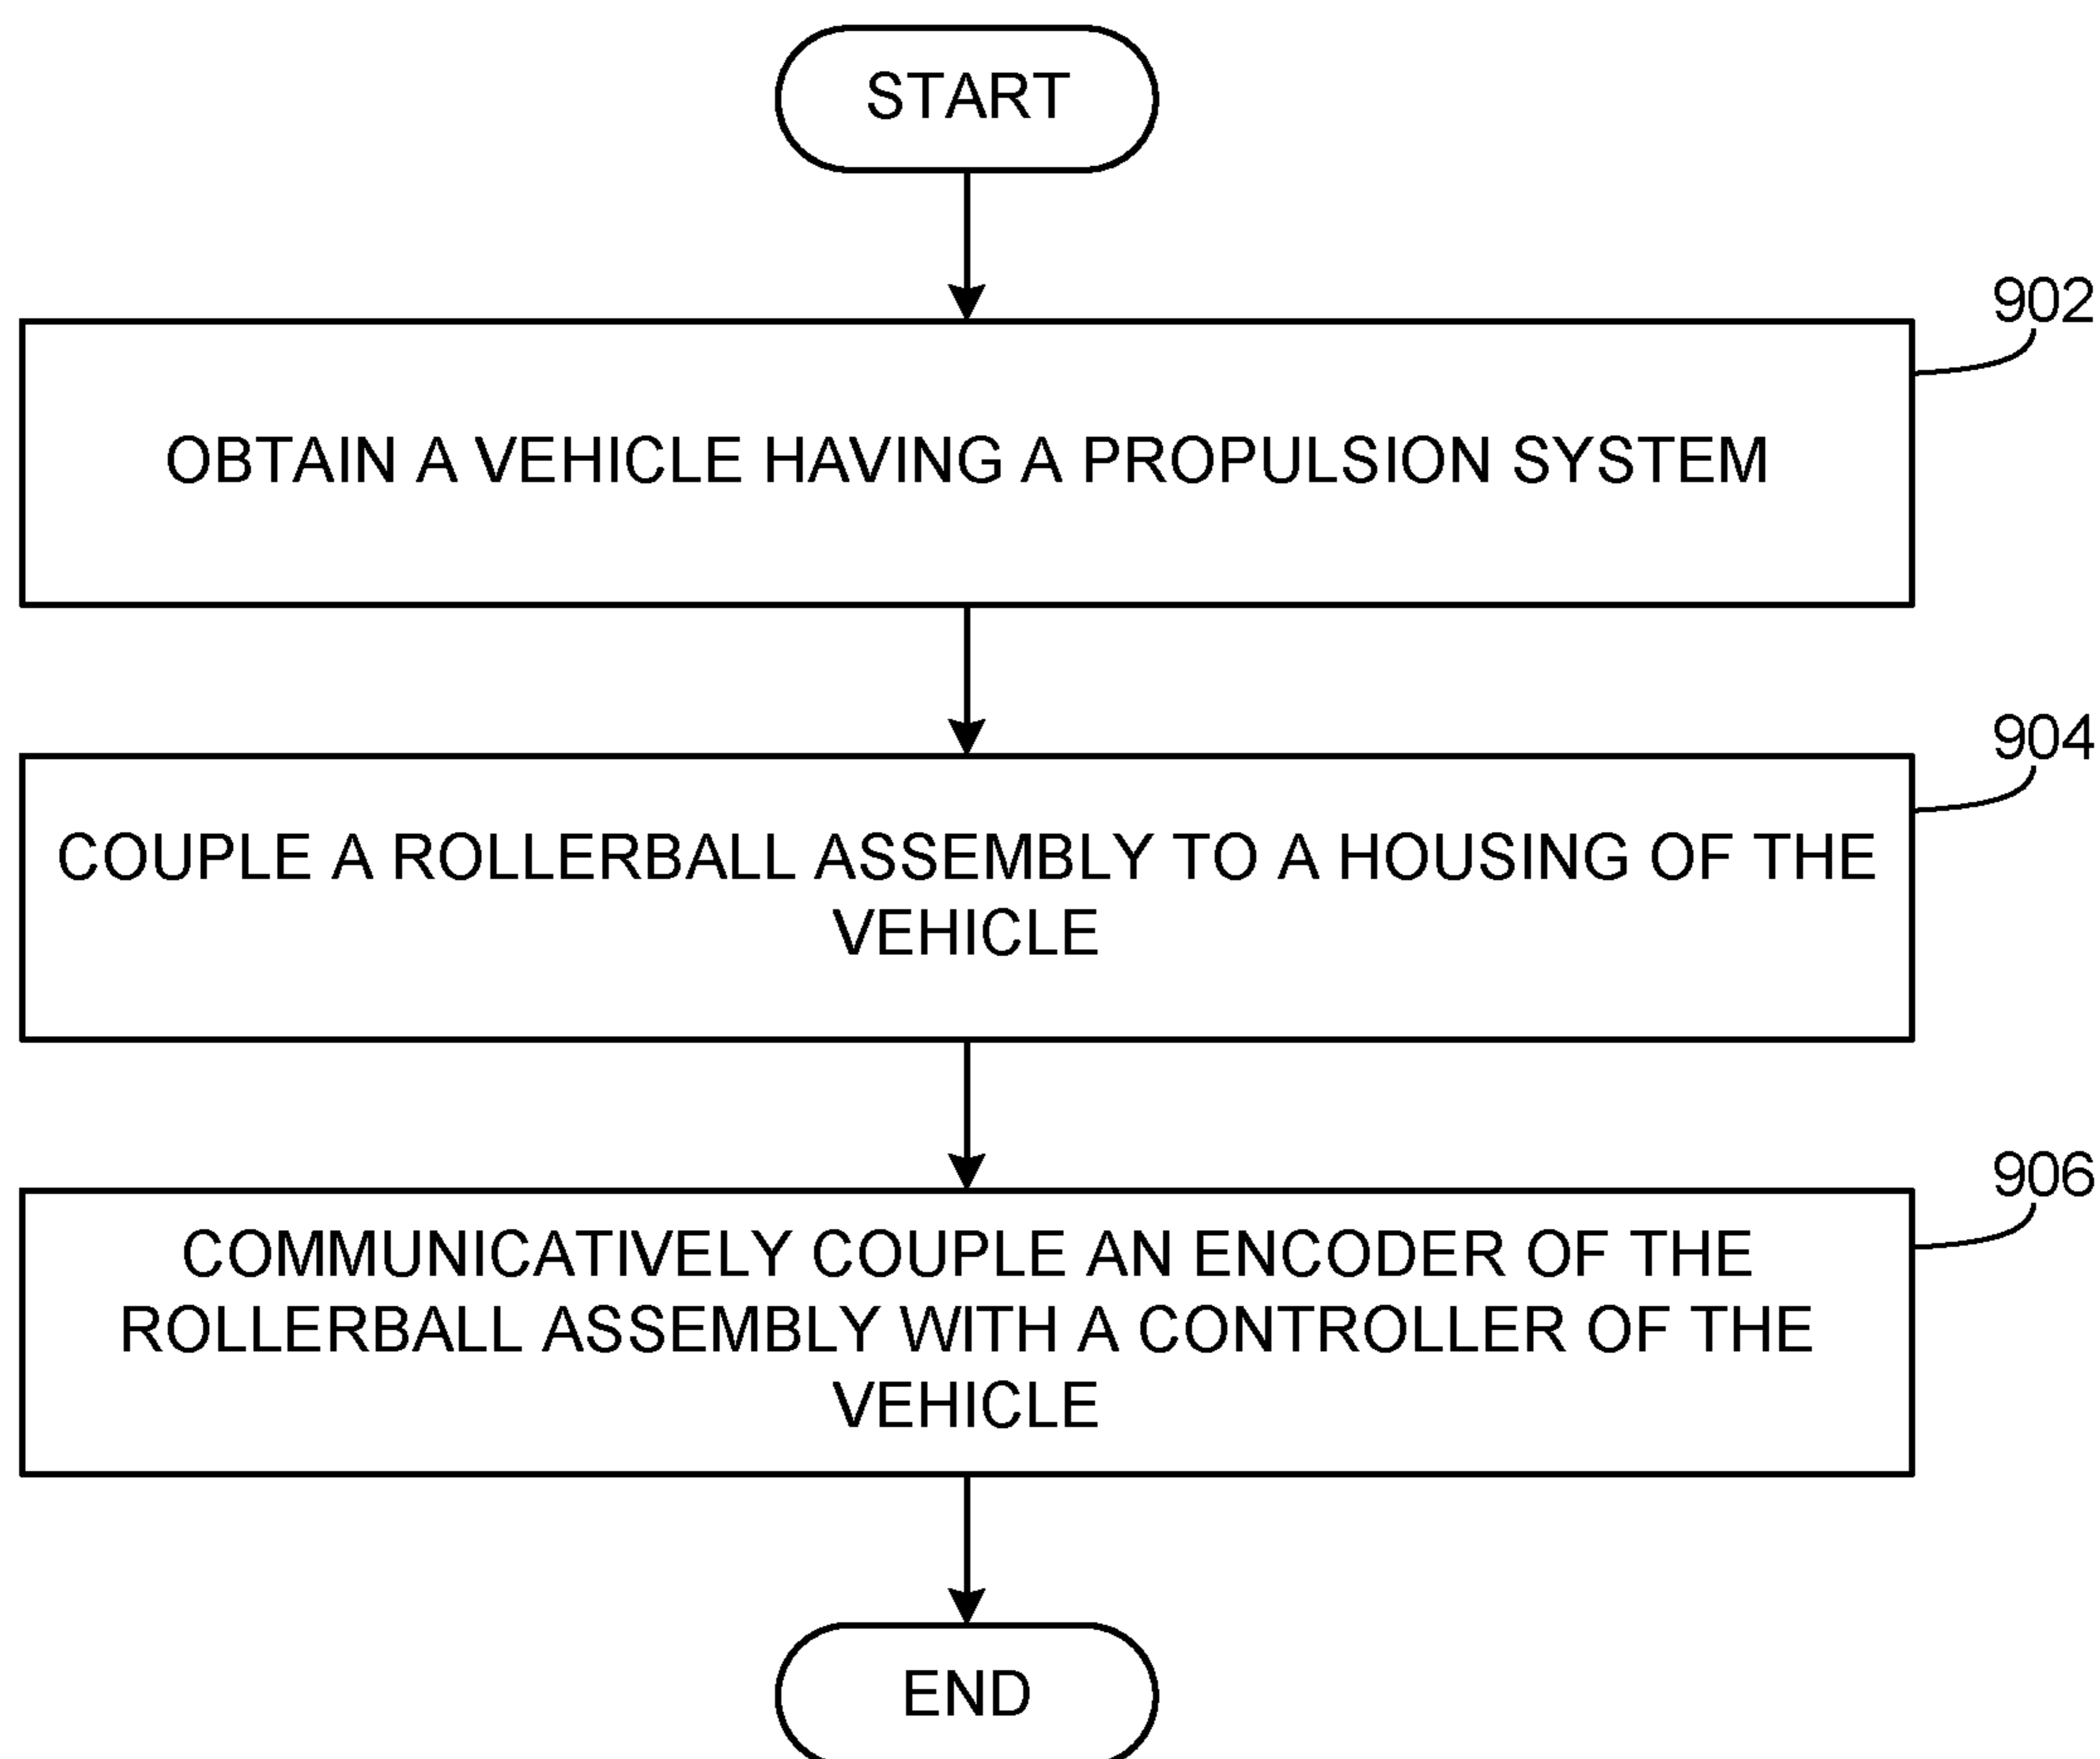 START
902
OBTAIN A VEHICLE HAVING A PROPULSION SYSTEM
904
COUPLE A ROLLERBALL ASSEMBLY TO A HOUSING OF THE
VEHICLE
906
COMMUNICATIVELY COUPLE AN ENCODER OF THE
ROLLERBALL ASSEMBLY WITH A CONTROLLER OF THE
VEHICLE
END